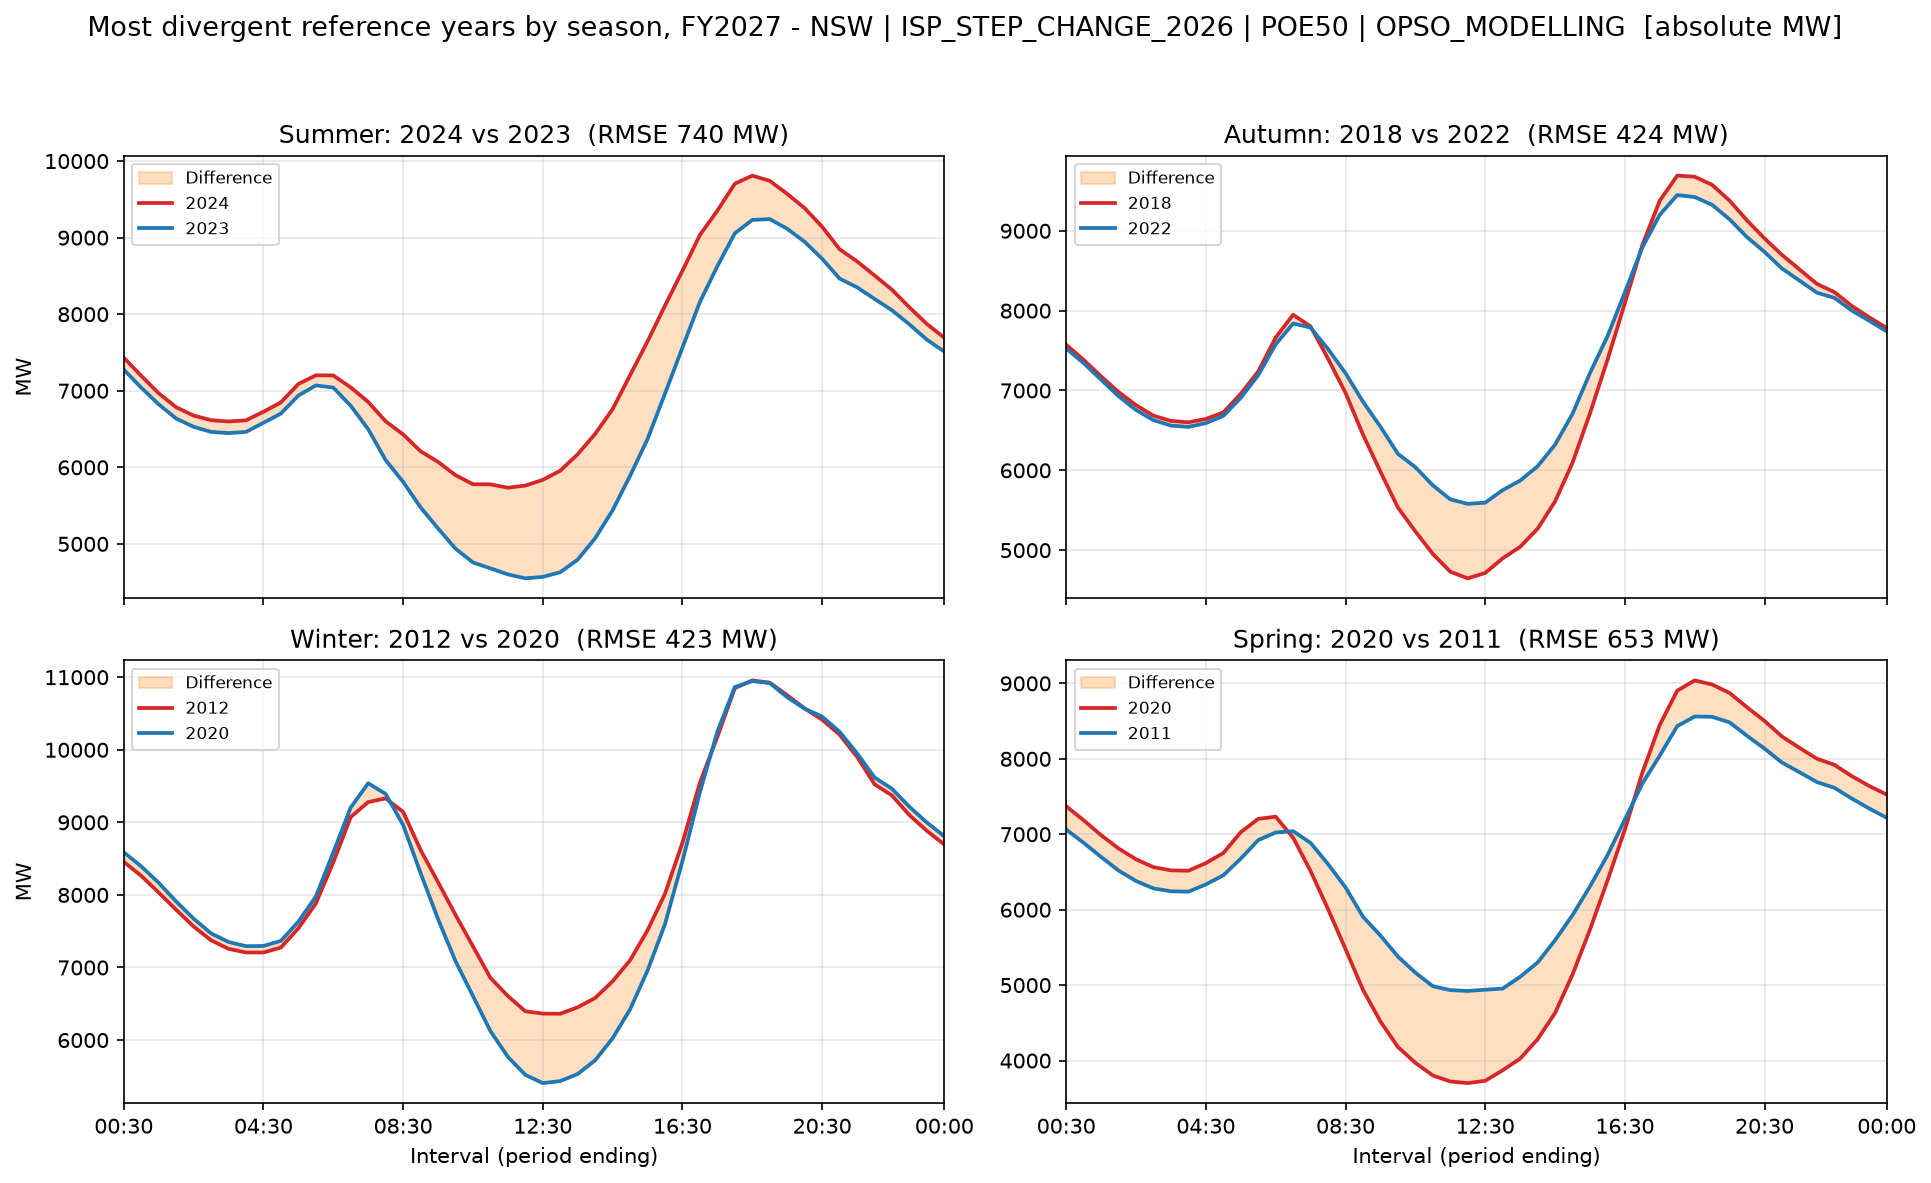 Most divergent reference years by season, FY2027 - NSW | ISP_STEP_CHANGE_2026 | POE50 | OPSO_MODELLING  [absolute MW]
Summer: 2024 vs 2023  (RMSE 740 MW)
10000
9000
8000
7000
6000
5000
MW
Difference
2024
2023
Autumn: 2018 vs 2022  (RMSE 424 MW)
9000
8000
7000
6000
5000
Difference
2018
2022
Winter: 2012 vs 2020  (RMSE 423 MW)
11000
10000
9000
8000
7000
6000
MW
Difference
2012
2020
00:30 04:30 08:30 12:30 16:30 20:30 00:00
Interval (period ending)
Spring: 2020 vs 2011  (RMSE 653 MW)
9000
8000
7000
6000
5000
4000
Difference
2020
2011
00:30 04:30 08:30 12:30 16:30 20:30 00:00
Interval (period ending)